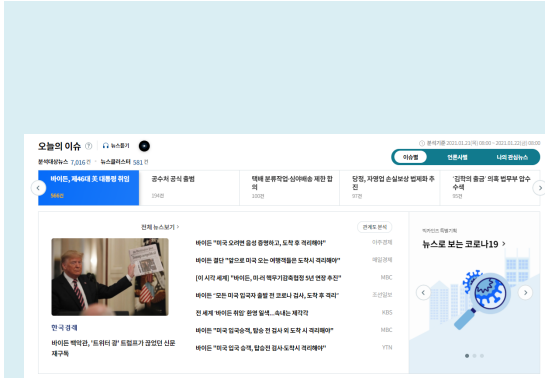 오늘의 이슈 ? 뉴스듣기
분석기준 2021.01.21(목) 08:00 ~ 2021.01.22(금) 08:00
분석대상뉴스 7,016 건 뉴스클러스터 581 건
이슈별 언론사별 나의 관심뉴스
바이든, 제46대 美 대통령 취임
공수처 공식 출범
택배 분류작업·심야배송 제한 합의
당정, 자영업 손실보상 법제화 추진
'김학의 출금' 의혹 법무부 압수수색
전체 뉴스보기 >
관계도 분석
바이든 "미국 오려면 음성 증명하고, 도착 후 격리해야" 아주경제
바이든 결단 "앞으로 미국 오는 여행객들은 도착시 격리해야" 매일경제
[이 시각 세계] "바이든, 미-러 핵무기감축협정 5년 연장 추진" MBC
바이든 "모든 미국 입국자 출발 전 코로나 검사, 도착 후 격리" 조선일보
전 세계 '바이든 취임' 환영 일색…속내는 제각각 KBS
바이든 "미국 입국승객, 탑승 전 검사 외 도착 시 격리해야" MBC
바이든 "미국 입국 승객, 탑승전 검사·도착시 격리해야" YTN
한국경제
바이든 백악관, '트위터 광' 트럼프가 끊었던 신문 재구독
빅카인즈 특별기획
뉴스로 보는 코로나19 >